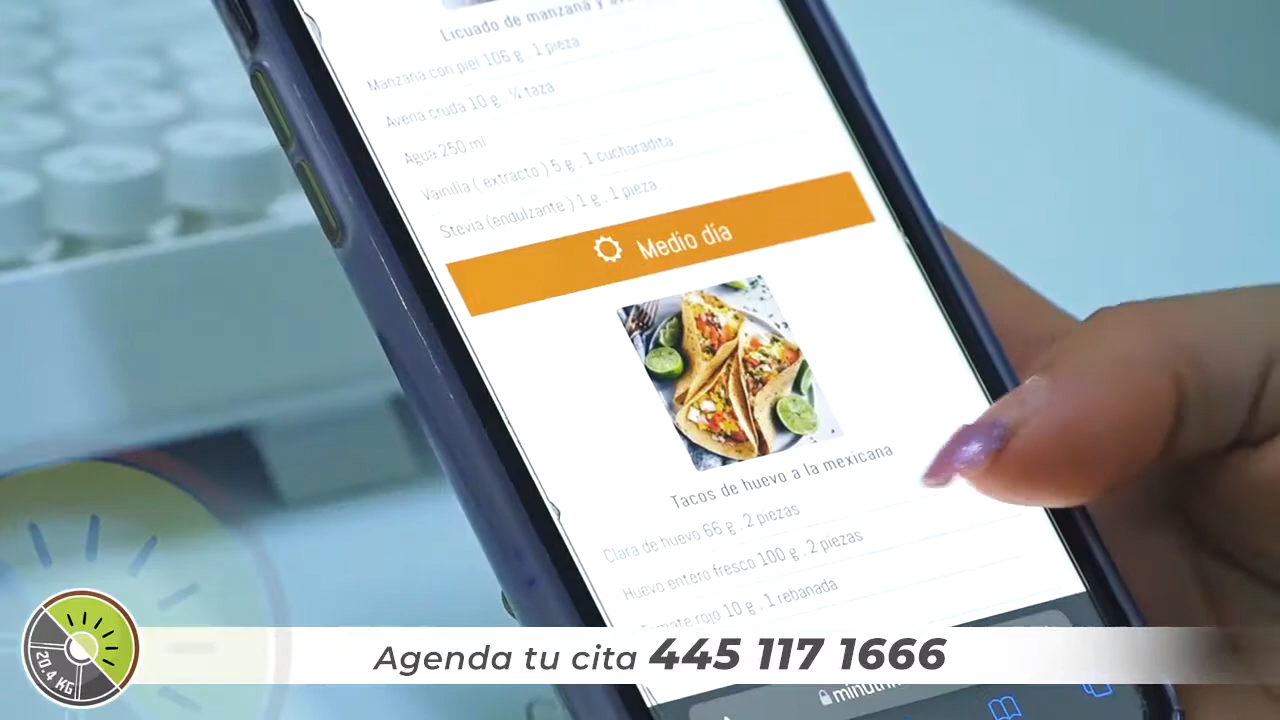 Licuado de manzana y
Manzana con piel 106 g . 1 pieza
Avena cruda 10 g . ¼ taza
Agua 250 ml
Vainilla ( extracto ) 5 g . 1 cucharadita
Stevia (endulzante ) 1 g . 1 pieza
Medio día
Tacos de huevo a la mexicana
Clara de huevo 66 g . 2 piezas
Huevo entero fresco 100 g . 2 piezas
Tomate rojo 10 g . 1 rebanada
Agenda tu cita 445 117 1666
20.4 KG